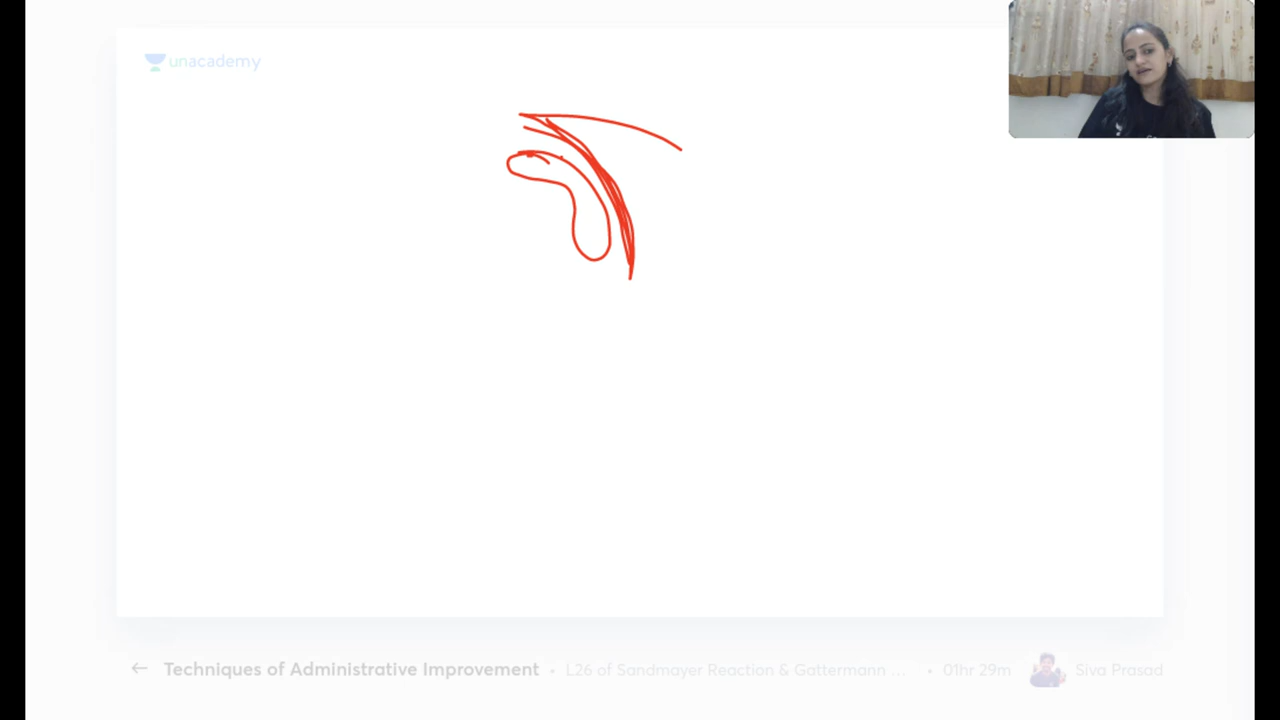 unacademy
← Techniques of Administrative Improvement • L26 of Sandmayer Reaction & Gattermann ... • 01hr 29m Siva Prasad